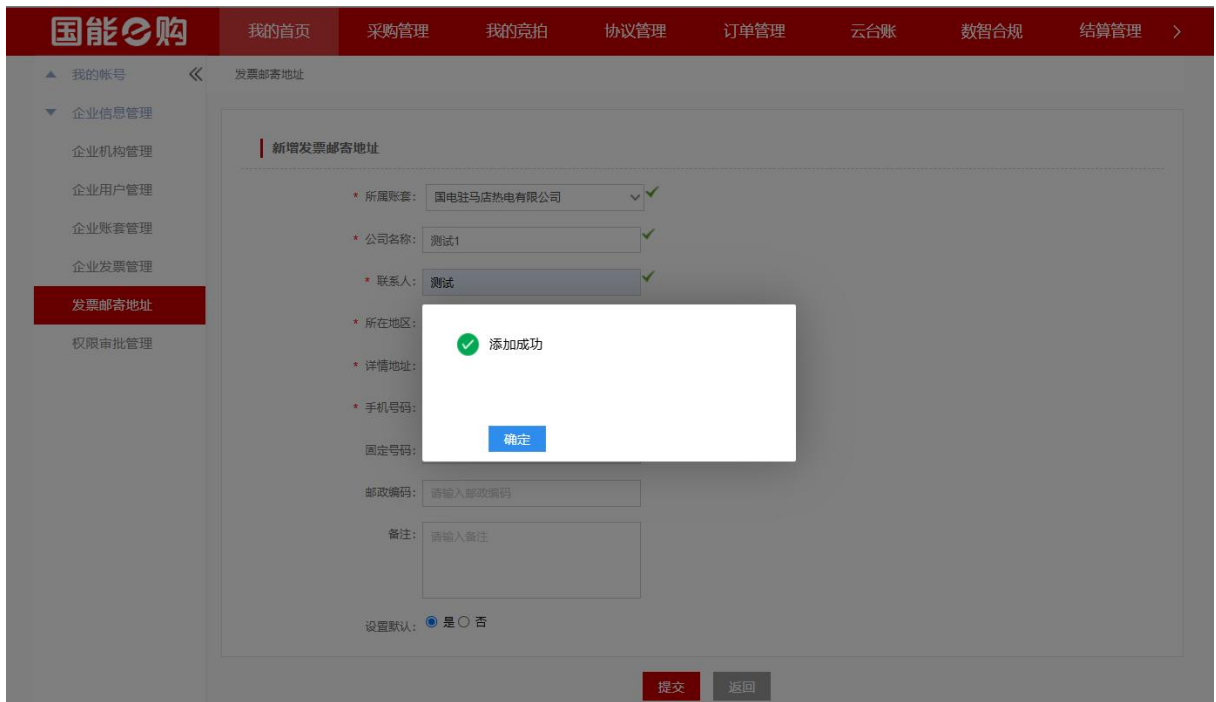 国能e购 我的首页 采购管理 我的竞拍 协议管理 订单管理 云台账 数智合规 结算管理 >
我的帐号 发票邮寄地址
企业信息管理
企业机构管理 新增发票邮寄地址
企业用户管理 * 所属账套: 国电驻马店热电有限公司
企业账套管理 * 公司名称: 测试1
企业发票管理 * 联系人: 测试
发票邮寄地址 * 所在地区:
权限审批管理 添加成功
* 详情地址:
* 手机号码:
固定号码: 确定
邮政编码: 请输入邮政编码
备注: 请输入备注
设置默认: 是 否
提交 返回